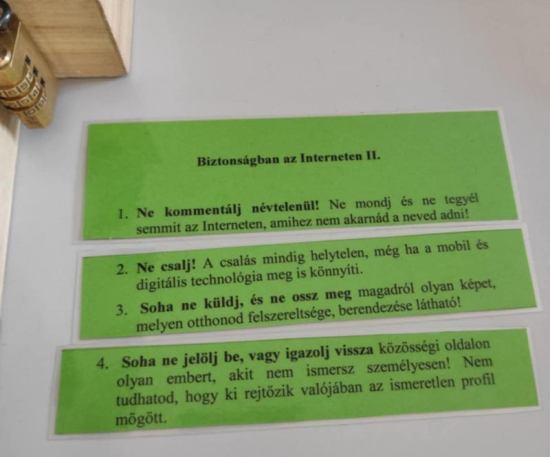 Biztonságban az Interneten II.
1. Ne kommentálj névtelenül! Ne mondj és ne tegyél
semmit az Interneten, amihez nem akarnád a neved adni!
2. Ne csalj! A csalás mindig helytelen, még ha a mobil és
digitális technológia meg is könnyíti.
3. Soha ne küldj, és ne ossz meg magadról olyan képet,
melyen otthonod felszereltsége, berendezése látható!
4. Soha ne jelölj be, vagy igazolj vissza közösségi oldalon
olyan embert, akit nem ismersz személyesen! Nem
tudhatod, hogy ki rejtőzik valójában az ismeretlen profil
mögött.